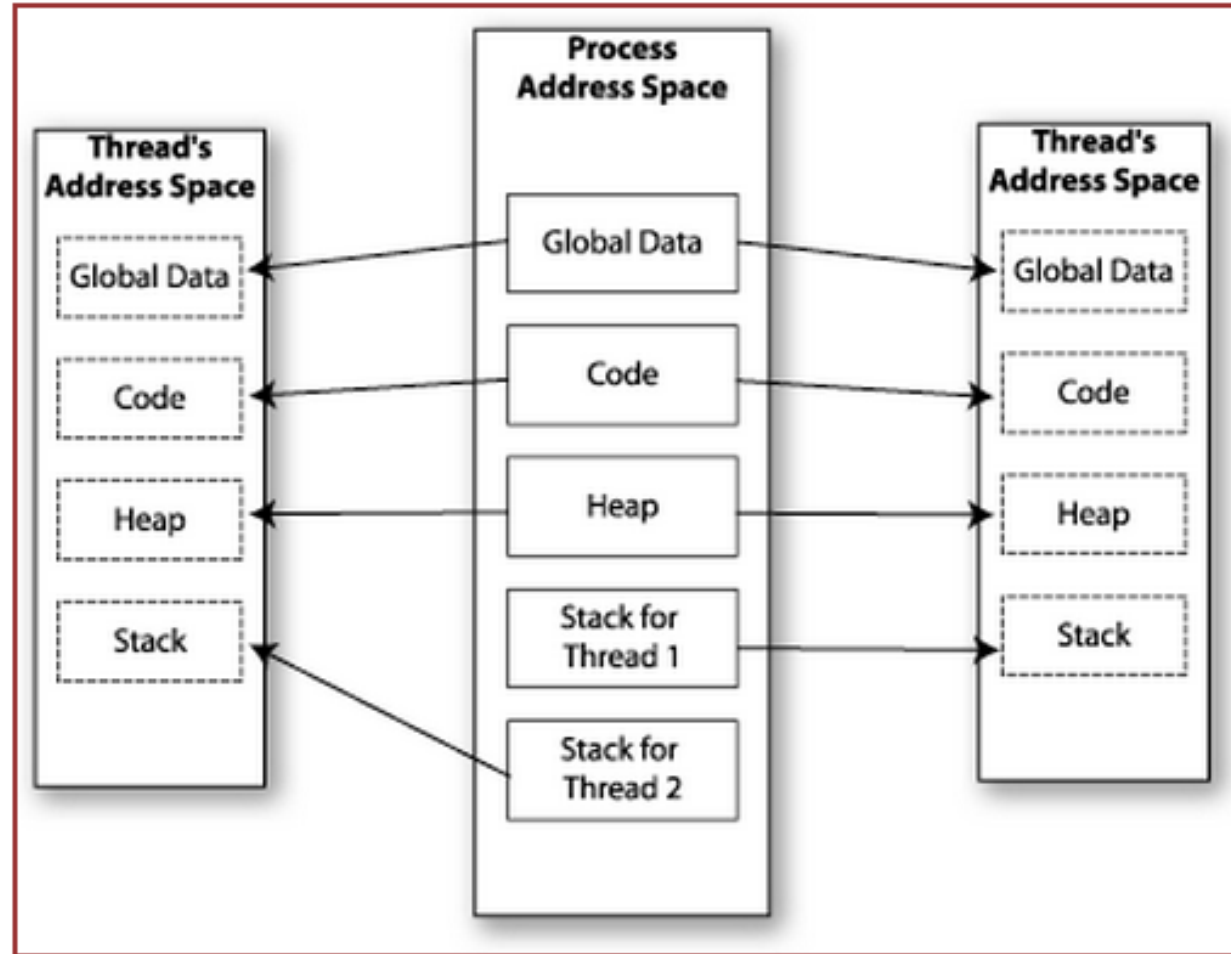 Process
Address Space
Global Data
Code
Heap
Stack for
Thread 1
Stack for
Thread 2
Thread's
Address Space
Global Data
Code
Heap
Stack
Thread's
Address Space
Global Data
Code
Heap
Stack